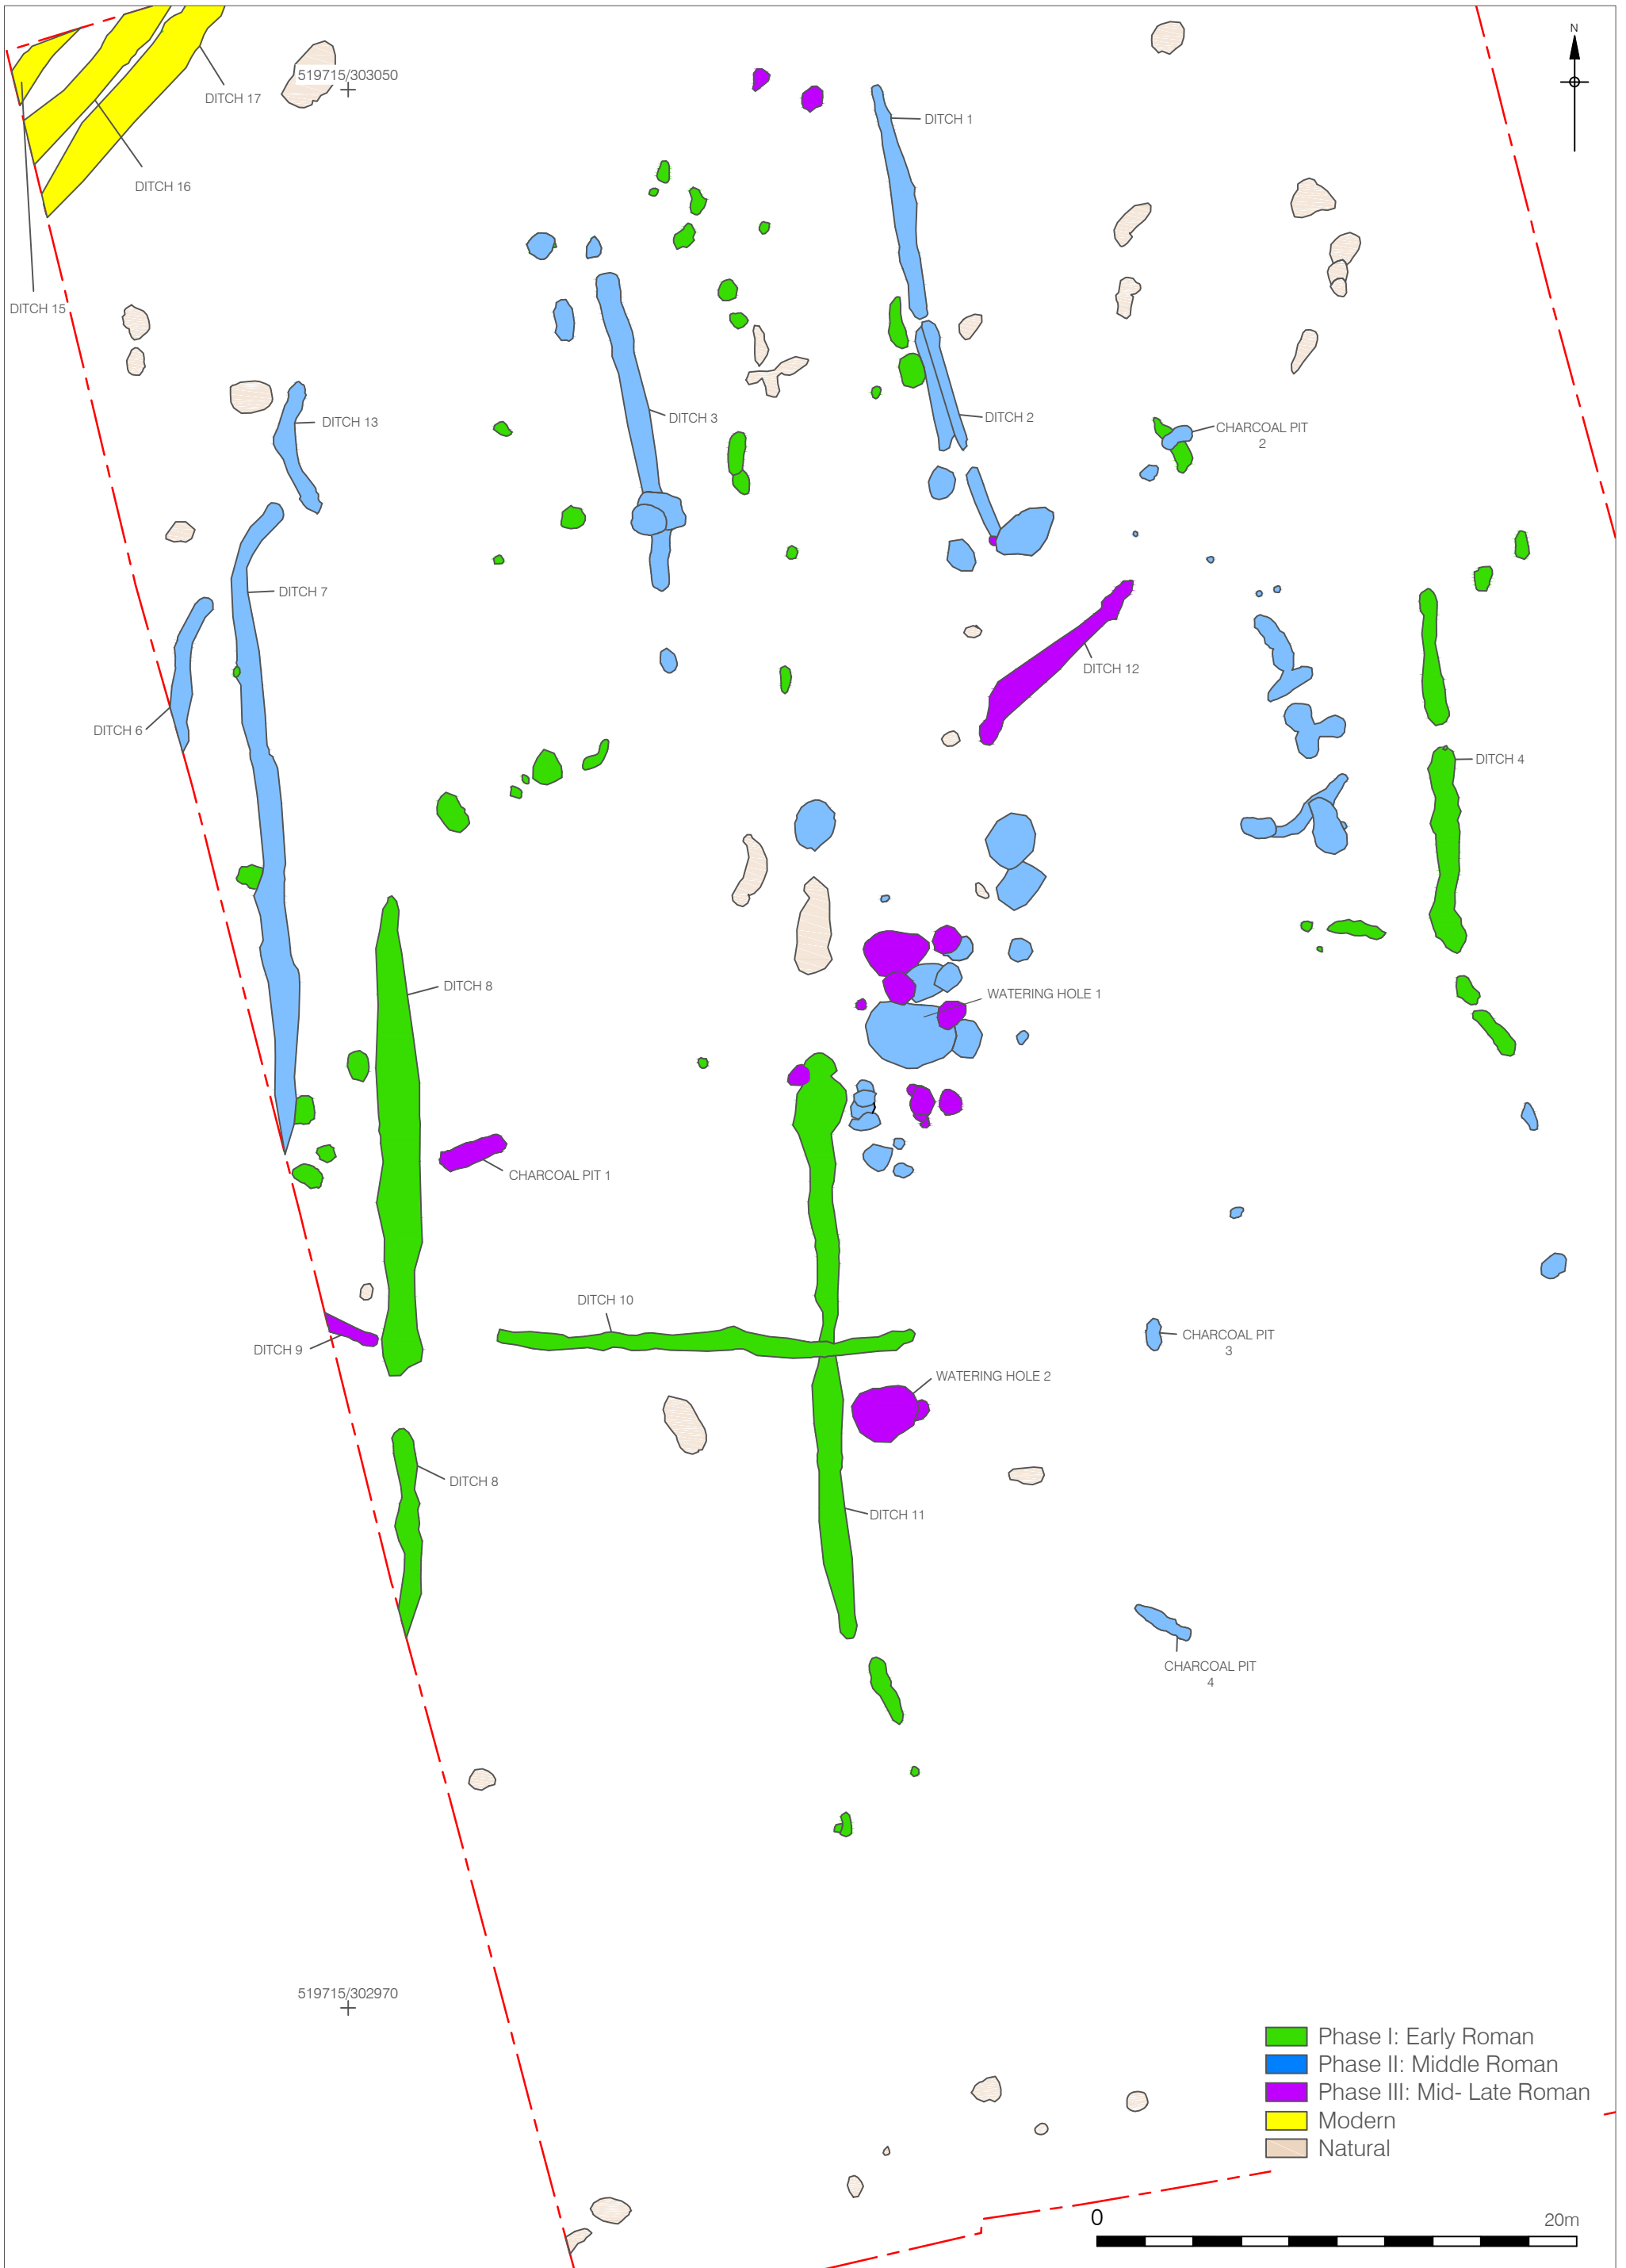 N
519715/303050
DITCH 17
DITCH 1
DITCH 16
DITCH 15
DITCH 3
DITCH 2
DITCH 13
CHARCOAL PIT
2
DITCH 7
DITCH 12
DITCH 6
DITCH 4
DITCH 8
WATERING HOLE 1
CHARCOAL PIT 1
DITCH 10
DITCH 9
CHARCOAL PIT
3
WATERING HOLE 2
DITCH 8
DITCH 11
CHARCOAL PIT
4
519715/302970
Phase I: Early Roman
Phase II: Middle Roman
Phase III: Mid- Late Roman
Modern
Natural
0
20m